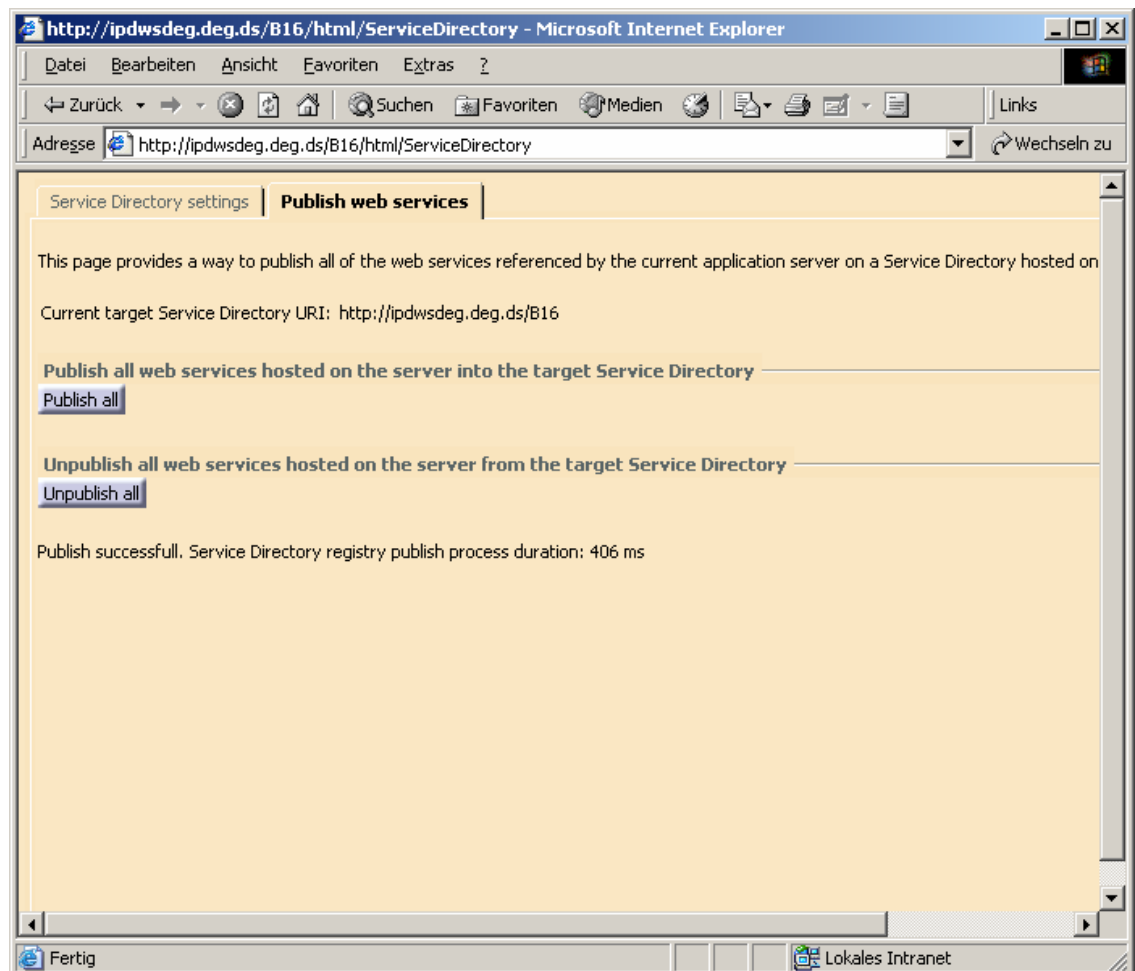 http://ipdwsdeg.deg.ds/B16/html/ServiceDirectory - Microsoft Internet Explorer
Datei Bearbeiten Ansicht Favoriten Extras ?
Zurück Suchen Favoriten Medien Links
Adresse http://ipdwsdeg.deg.ds/B16/html/ServiceDirectory Wechseln zu
Service Directory settings Publish web services
This page provides a way to publish all of the web services referenced by the current application server on a Service Directory hosted on
Current target Service Directory URI: http://ipdwsdeg.deg.ds/B16
Publish all web services hosted on the server into the target Service Directory
Publish all
Unpublish all web services hosted on the server from the target Service Directory
Unpublish all
Publish successfull. Service Directory registry publish process duration: 406 ms
Fertig Lokales Intranet